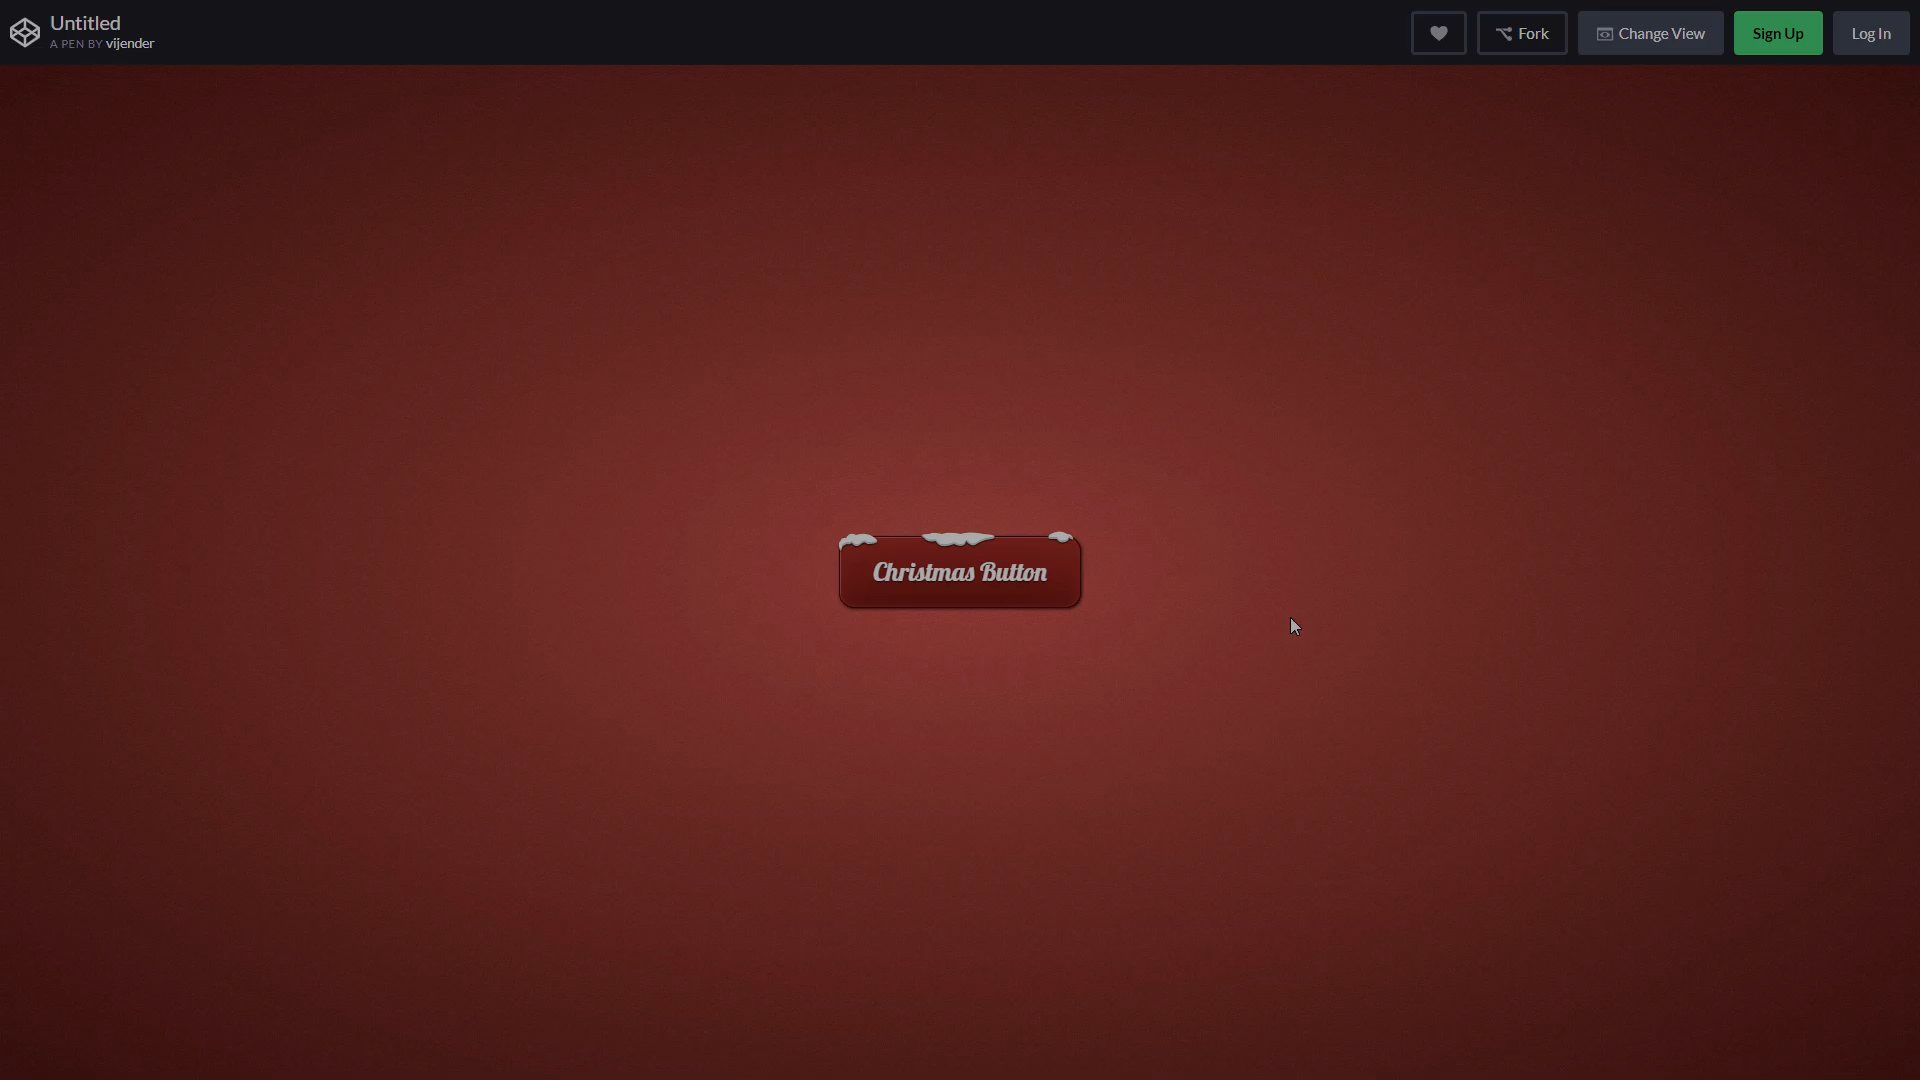 Untitled
A PEN BY vijender
Fork
Change View
Sign Up
Log In
Christmas Button